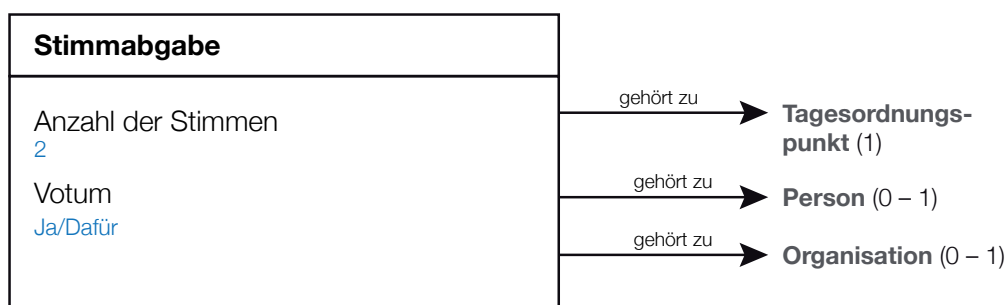 Stimmabgabe
Anzahl der Stimmen
2
Votum
Ja/Dafür
gehört zu
Tagesordnungs-
punkt (1)
gehört zu
Person (0 – 1)
gehört zu
Organisation (0 – 1)